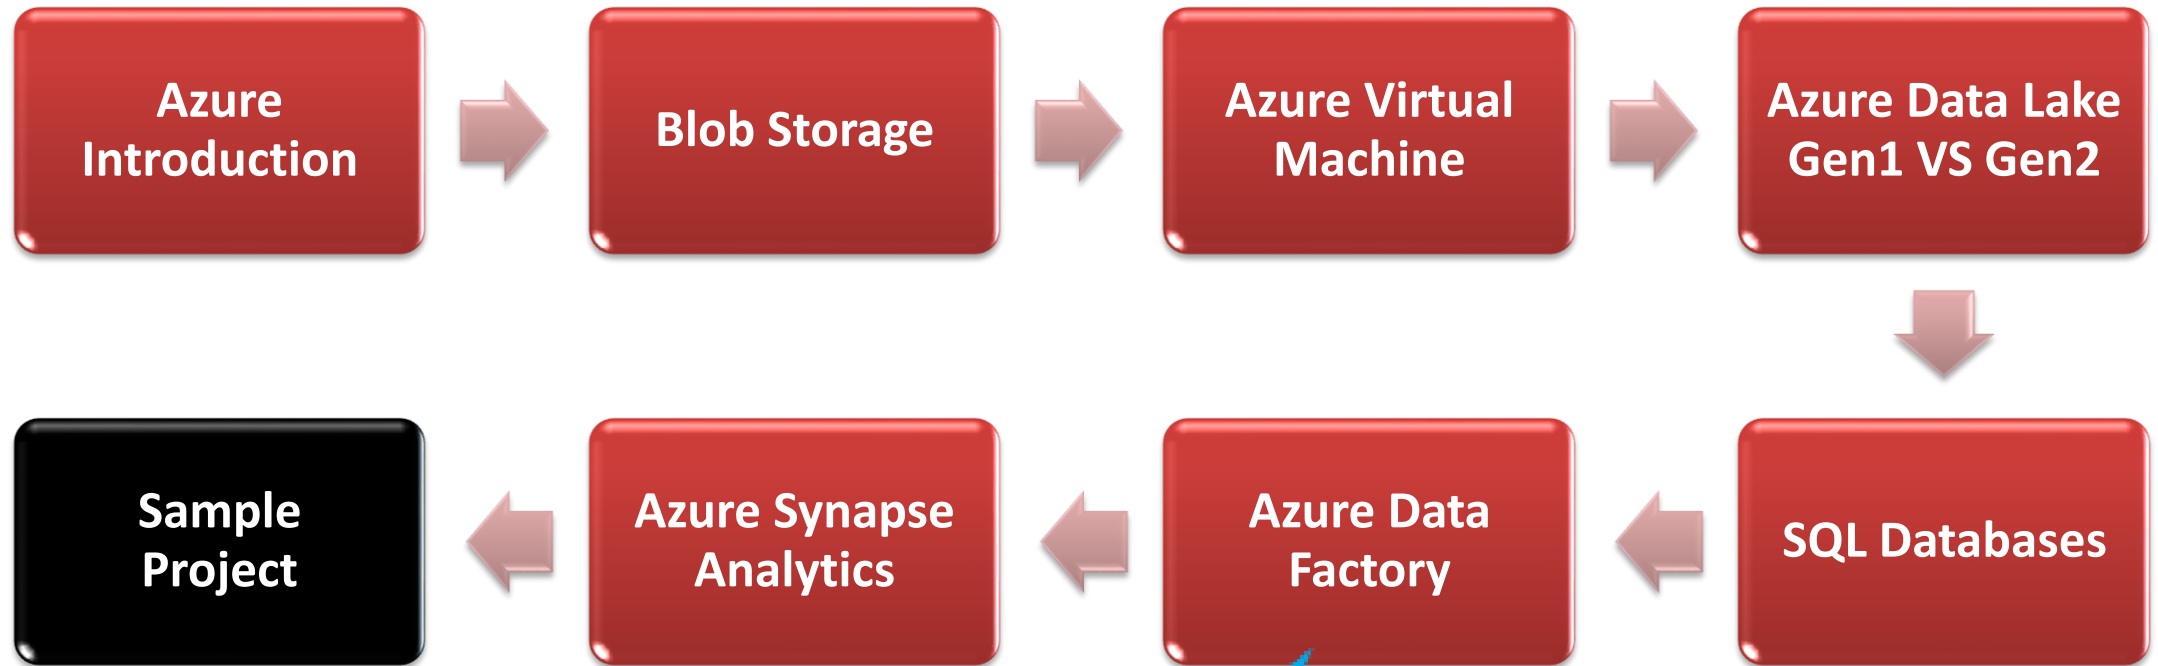 Azure
Introduction
Blob Storage
Azure Virtual
Machine
Azure Data Lake
Gen1 VS Gen2
SQL Databases
Azure Data
Factory
Azure Synapse
Analytics
Sample
Project